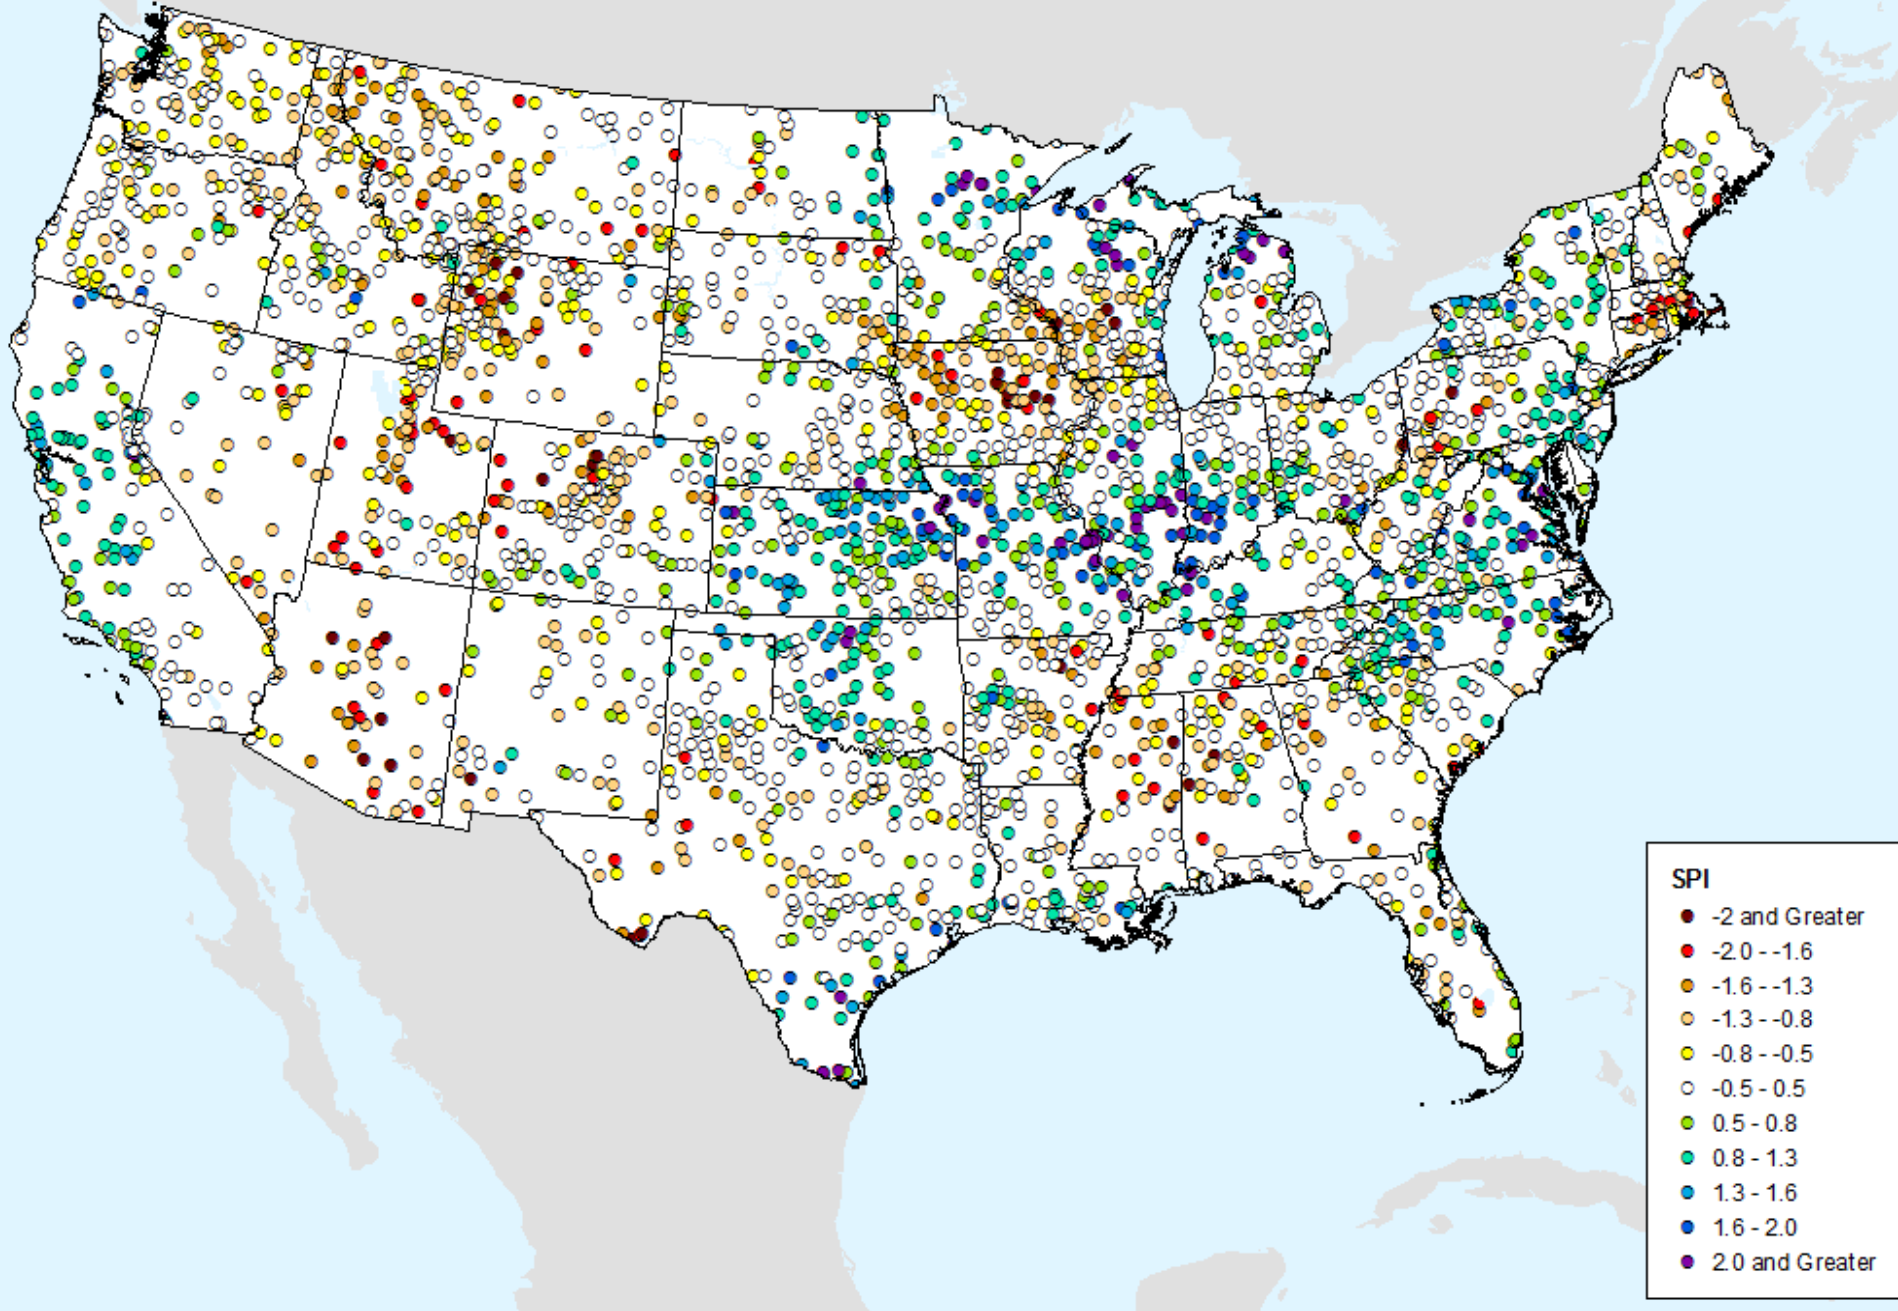 SPI
-2 and Greater
-2.0 - -1.6
-1.6 - -1.3
-1.3 - -0.8
-0.8 - -0.5
-0.5 - 0.5
0.5 - 0.8
0.8 - 1.3
1.3 - 1.6
1.6 - 2.0
2.0 and Greater